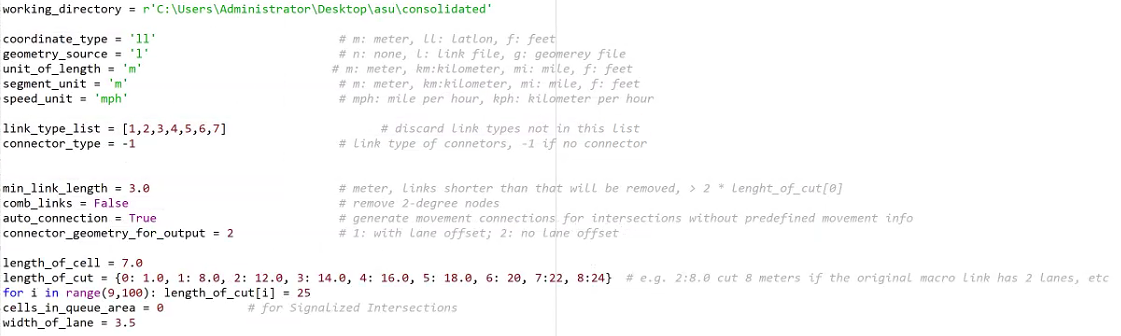 working_directory = r'C:\Users\Administrator\Desktop\asu\consolidated'
coordinate_type = 'll' # m: meter, ll: latlon, f: feet
geometry_source = 'l' # n: none, l: link file, g: geomerey file
unit_of_length = 'm' # m: meter, km:kilometer, mi: mile, f: feet
segment_unit = 'm' # m: meter, km:kilometer, mi: mile, f: feet
speed_unit = 'mph' # mph: mile per hour, kph: kilometer per hour
link_type_list = [1,2,3,4,5,6,7] # discard link types not in this list
connector_type = -1 # link type of connetors, -1 if no connector
min_link_length = 3.0 # meter, links shorter than that will be removed, > 2 * lenght_of_cut[0]
comb_links = False # remove 2-degree nodes
auto_connection = True # generate movement connections for intersections without predefined movement info
connector_geometry_for_output = 2 # 1: with lane offset; 2: no lane offset
length_of_cell = 7.0
length_of_cut = {0: 1.0, 1: 8.0, 2: 12.0, 3: 14.0, 4: 16.0, 5: 18.0, 6: 20, 7:22, 8:24} # e.g. 2:8.0 cut 8 meters if the original macro link has 2 lanes, etc
for i in range(9,100): length_of_cut[i] = 25
cells_in_queue_area = 0 # for Signalized Intersections
width_of_lane = 3.5